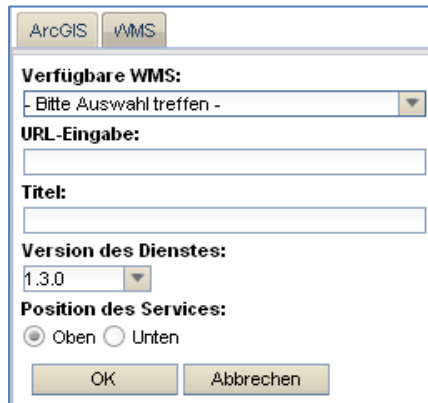 ArcGIS WMS
Verfügbare WMS:
- Bitte Auswahl treffen -
URL-Eingabe:
Titel:
Version des Dienstes:
1.3.0
Position des Services:
Oben Unten
OK Abbrechen